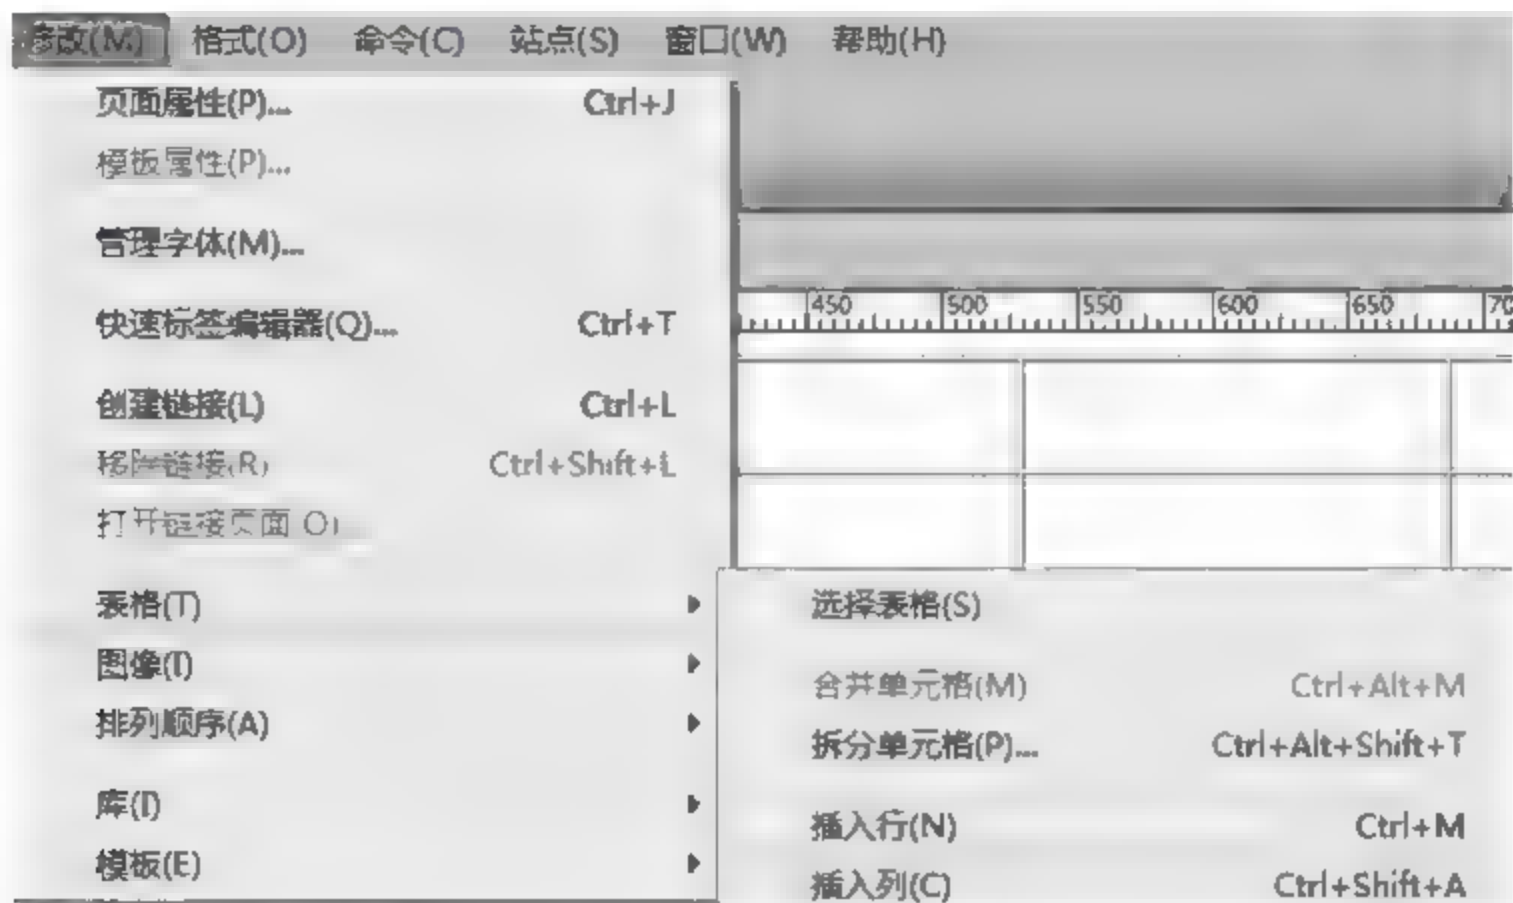 修改(M) 格式(O) 命令(C) 站点(S) 窗口(W) 帮助(H)
页面属性(P)... Ctrl+J
模板属性(P)...
管理字体(M)...
450 500 550 600 650 70
快速标签编辑器(Q)... Ctrl+T
创建链接(L) Ctrl+L
移除链接(R) Ctrl+Shift+L
打开链接页面(O)
表格(T)
选择表格(S)
图像(I)
合并单元格(M) Ctrl+Alt+M
排列顺序(A)
拆分单元格(P)... Ctrl+Alt+Shift+T
库(I)
插入行(N) Ctrl+M
模板(E)
插入列(C) Ctrl+Shift+A